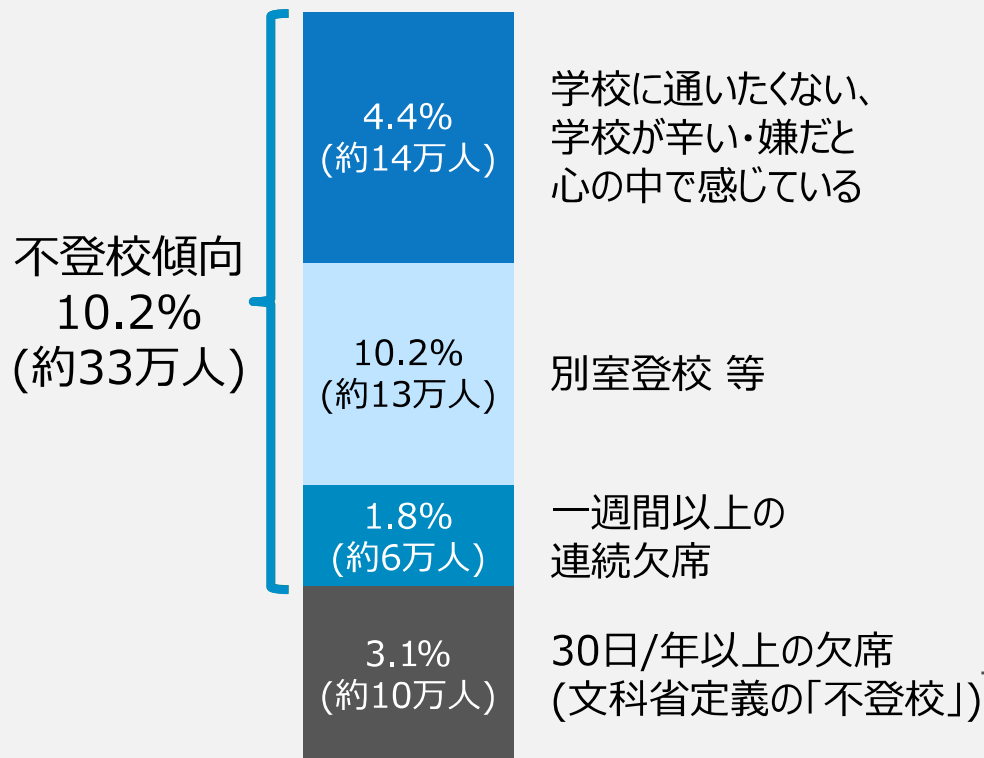 4.4%
(約14万人)
学校に通いたくない、
学校が辛い・嫌だと
心の中で感じている
不登校傾向
10.2%
(約33万人)
10.2%
(約13万人)
別室登校 等
1.8%
(約6万人)
一週間以上の
連続欠席
3.1%
(約10万人)
30日/年以上の欠席
(文科省定義の「不登校」)